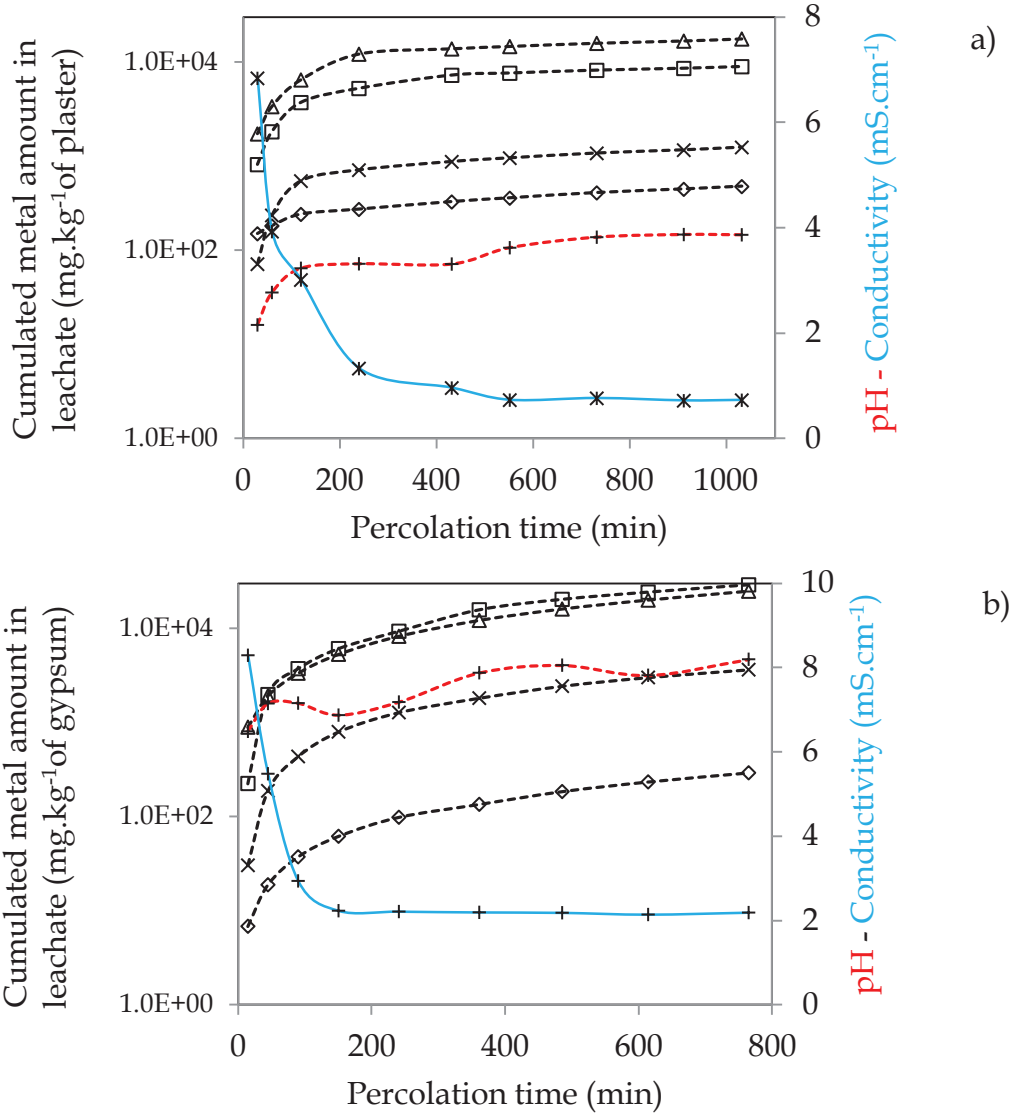 a)
Cumulated metal amount in
leachate (mg.kg⁻¹of plaster)
1.0E+04
1.0E+02
1.0E+00
8
6
4
2
0
pH - Conductivity (mS.cm⁻¹)
0 200 400 600 800 1000
Percolation time (min)
b)
Cumulated metal amount in
leachate (mg.kg⁻¹of gypsum)
1.0E+04
1.0E+02
1.0E+00
10
8
6
4
2
0
pH - Conductivity (mS.cm⁻¹)
0 200 400 600 800
Percolation time (min)